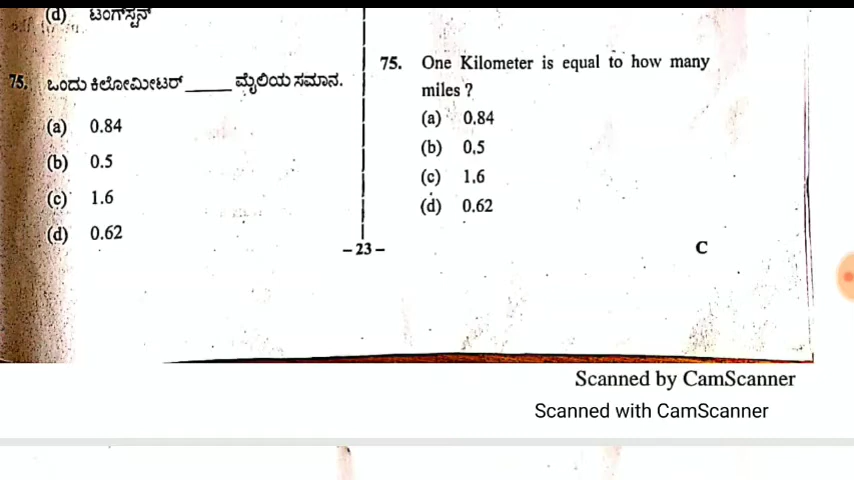 (d) ಟಂಗ್‌ಸ್ಟನ್
75. ಒಂದು ಕಿಲೋಮೀಟರ್ ______ ಮೈಲಿಯ ಸಮಾನ.
(a) 0.84
(b) 0.5
(c) 1.6
(d) 0.62
75. One Kilometer is equal to how many
miles ?
(a) 0.84
(b) 0.5
(c) 1.6
(d) 0.62
– 23 –
C
Scanned by CamScanner
Scanned with CamScanner